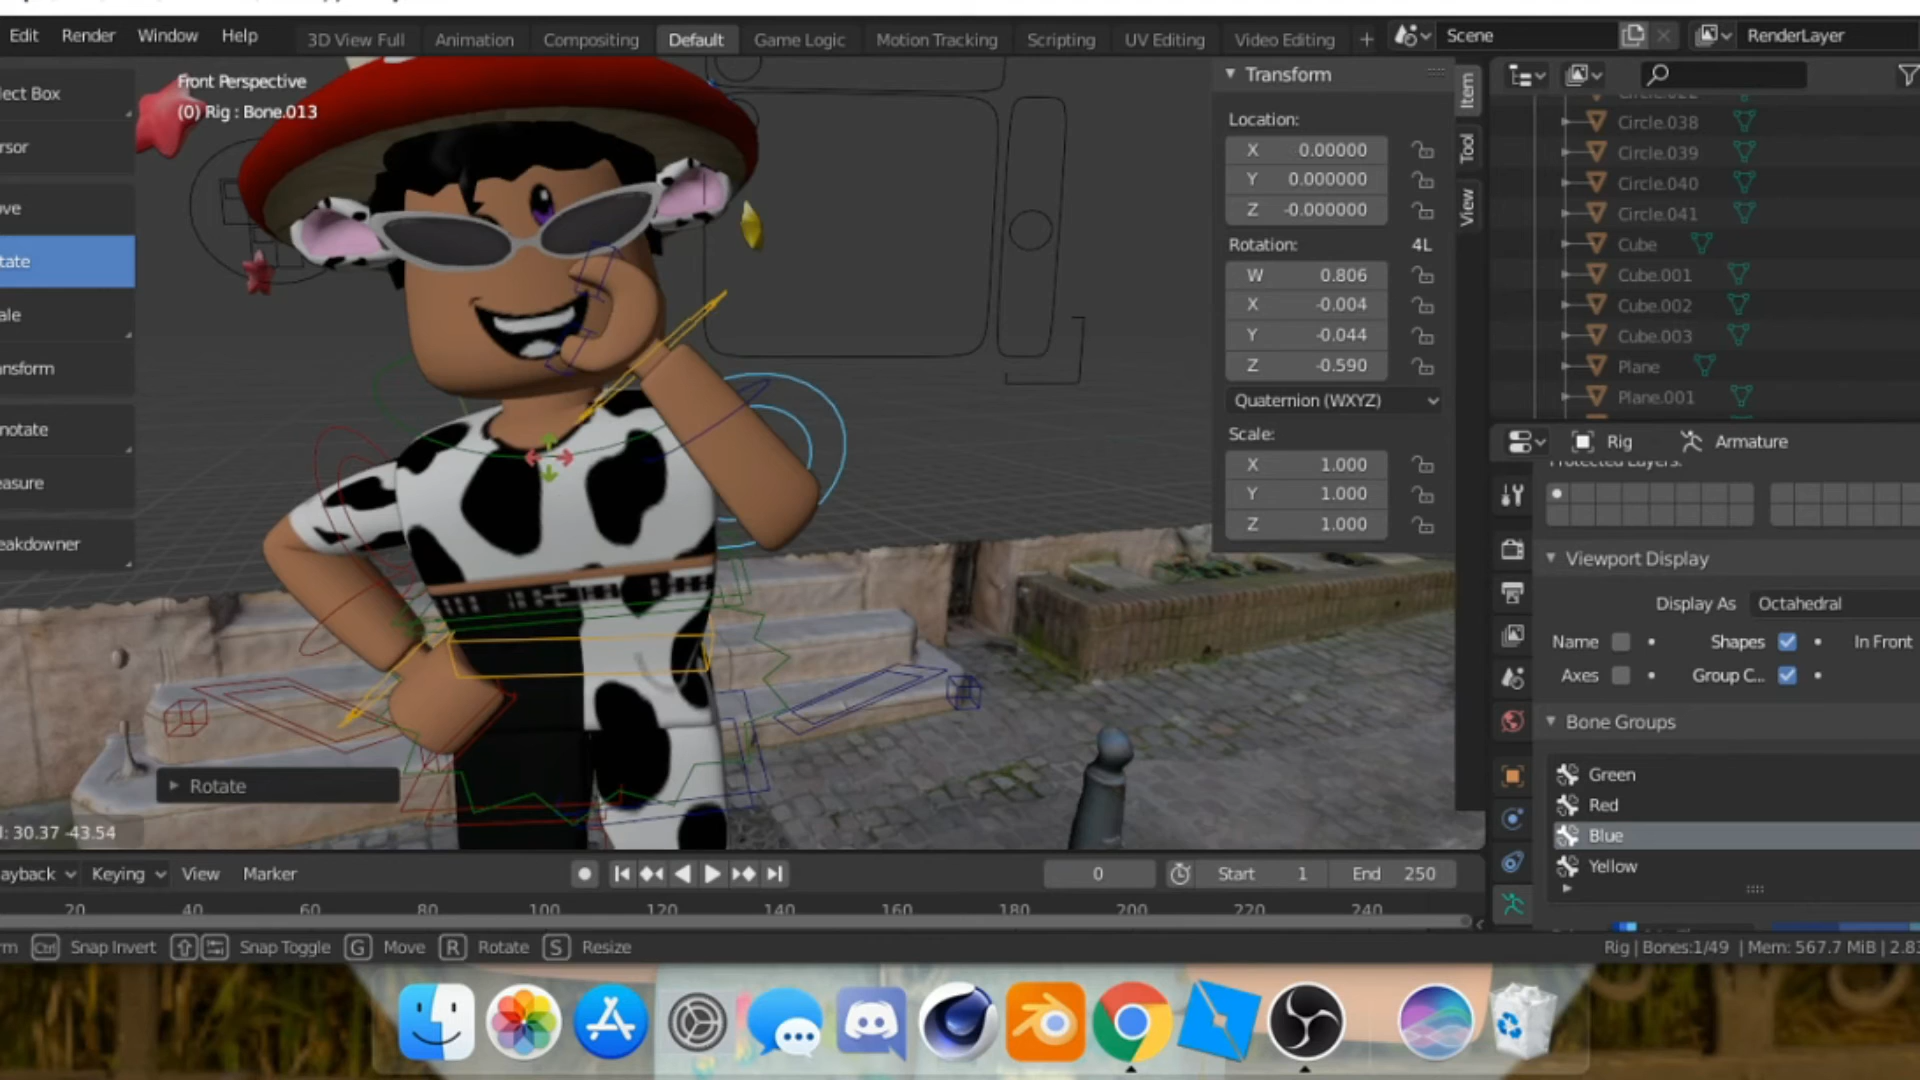 Edit Render Window Help 3D View Full Animation Compositing Default Game Logic Motion Tracking Scripting UV Editing Video Editing + Scene RenderLayer
Front Perspective
(0) Rig : Bone.013
lect Box
rsor
ve
tate
ale
ansform
notate
easure
eakdowner
Rotate
: 30.37 -43.54
Transform
Location:
X 0.00000
Y 0.000000
Z -0.000000
Rotation: 4L
W 0.806
X -0.004
Y -0.044
Z -0.590
Quaternion (WXYZ)
Scale:
X 1.000
Y 1.000
Z 1.000
Item
Tool
View
Circle.038
Circle.039
Circle.040
Circle.041
Cube
Cube.001
Cube.002
Cube.003
Plane
Plane.001
Rig Armature
Protected Layers:
Viewport Display
Display As Octahedral
Name Shapes In Front
Axes Group C...
Bone Groups
Green
Red
Blue
Yellow
ayback Keying View Marker 0 Start 1 End 250
20 40 60 80 100 120 140 160 180 200 220 240
rm Ctrl Snap Invert Snap Toggle G Move R Rotate S Resize Rig | Bones:1/49 | Mem: 567.7 MiB | 2.83